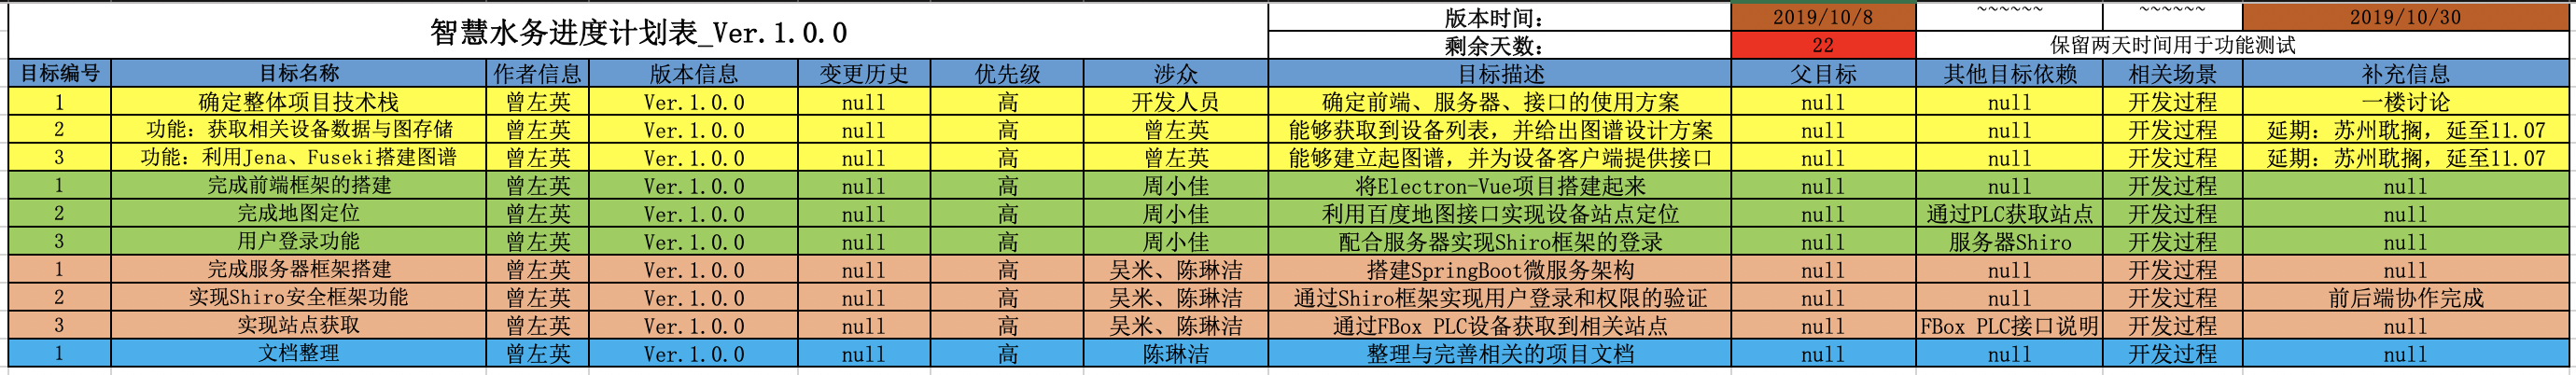 智慧水务进度计划表_Ver.1.0.0 版本时间: 2019/10/8 ~~~~~~ ~~~~~~ 2019/10/30
剩余天数: 22 保留两天时间用于功能测试
目标编号 目标名称 作者信息 版本信息 变更历史 优先级 涉众 目标描述 父目标 其他目标依赖 相关场景 补充信息
1 确定整体项目技术栈 曾左英 Ver.1.0.0 null 高 开发人员 确定前端、服务器、接口的使用方案 null null 开发过程 一楼讨论
2 功能: 获取相关设备数据与图存储 曾左英 Ver.1.0.0 null 高 曾左英 能够获取到设备列表，并给出图谱设计方案 null null 开发过程 延期: 苏州耽搁，延至11.07
3 功能: 利用Jena、Fuseki搭建图谱 曾左英 Ver.1.0.0 null 高 曾左英 能够建立起图谱，并为设备客户端提供接口 null null 开发过程 延期: 苏州耽搁，延至11.07
1 完成前端框架的搭建 曾左英 Ver.1.0.0 null 高 周小佳 将Electron-Vue项目搭建起来 null null 开发过程 null
2 完成地图定位 曾左英 Ver.1.0.0 null 高 周小佳 利用百度地图接口实现设备站点定位 null 通过PLC获取站点 开发过程 null
3 用户登录功能 曾左英 Ver.1.0.0 null 高 周小佳 配合服务器实现Shiro框架的登录 null 服务器Shiro 开发过程 null
1 完成服务器框架搭建 曾左英 Ver.1.0.0 null 高 吴米、陈琳洁 搭建SpringBoot微服务架构 null null 开发过程 null
2 实现Shiro安全框架功能 曾左英 Ver.1.0.0 null 高 吴米、陈琳洁 通过Shiro框架实现用户登录和权限的验证 null null 开发过程 前后端协作完成
3 实现站点获取 曾左英 Ver.1.0.0 null 高 吴米、陈琳洁 通过FBox PLC设备获取到相关站点 null FBox PLC接口说明 开发过程 null
1 文档整理 曾左英 Ver.1.0.0 null 高 陈琳洁 整理与完善相关的项目文档 null null 开发过程 null